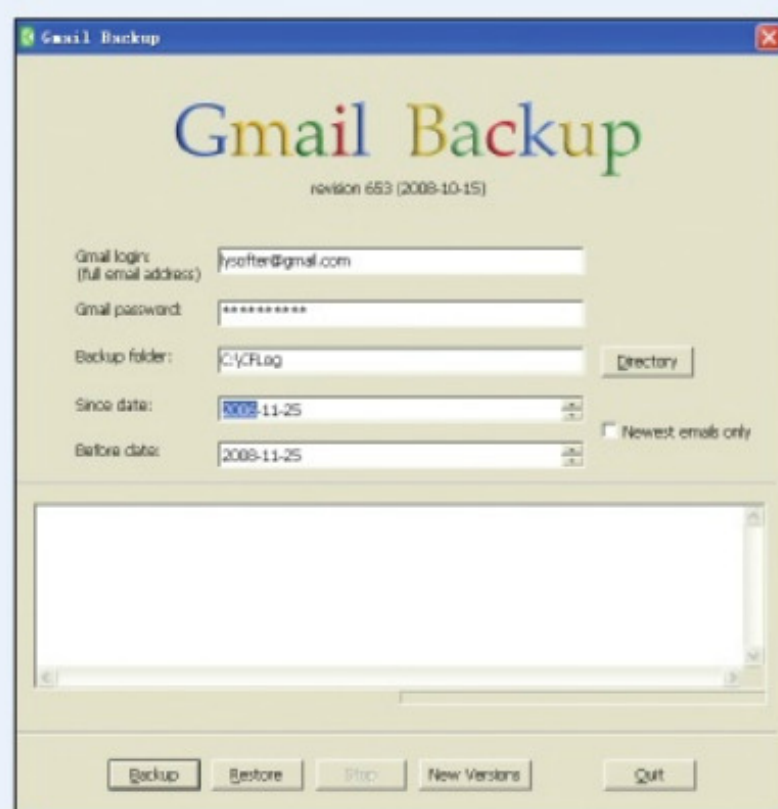 Gmail Backup
Gmail Backup
revision 653 (2008-10-15)
Gmail login:
(full email address)
lysofter@gmail.com
Gmail password:
**********
Backup folder:
C:\CFLog
Directory
Since date:
2006-11-25
Newest emails only
Before date:
2008-11-25
Backup
Restore
Stop
New Versions
Quit